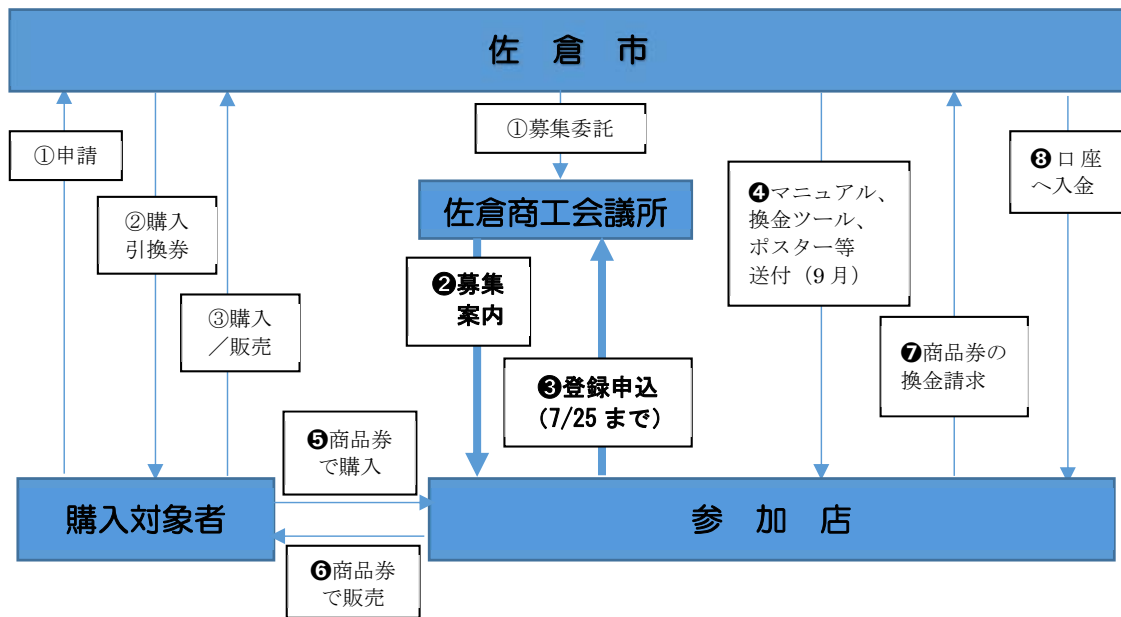 佐 倉 市
①申請
②購入
引換券
③購入
／販売
①募集委託
佐倉商工会議所
❷募集
案内
❸登録申込
(7/25 まで)
❹マニュアル、
換金ツール、
ポスター等
送付（9 月）
❼商品券の
換金請求
❽口座
へ入金
購入対象者
❺商品券
で購入
❻商品券
で販売
参 加 店